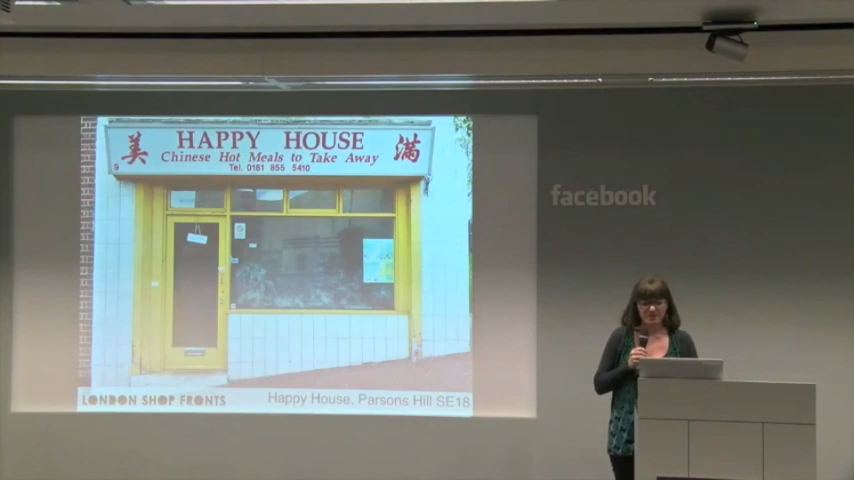 美 HAPPY HOUSE 滿
Chinese Hot Meals to Take Away
9 Tel. 0181 855 5410
facebook
LONDON SHOP FRONTS Happy House, Parsons Hill SE18